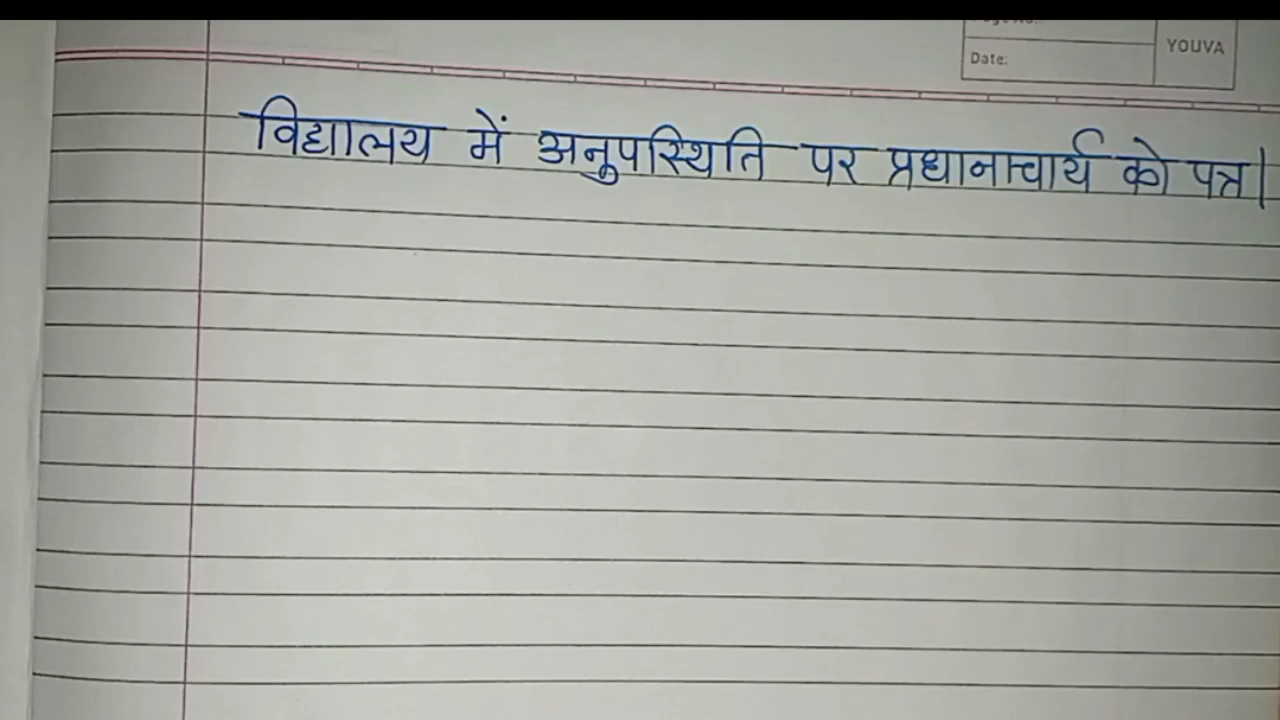 Date:
YOUVA
विद्यालय में अनुपस्थिति पर प्रधानाचार्य को पत्र।